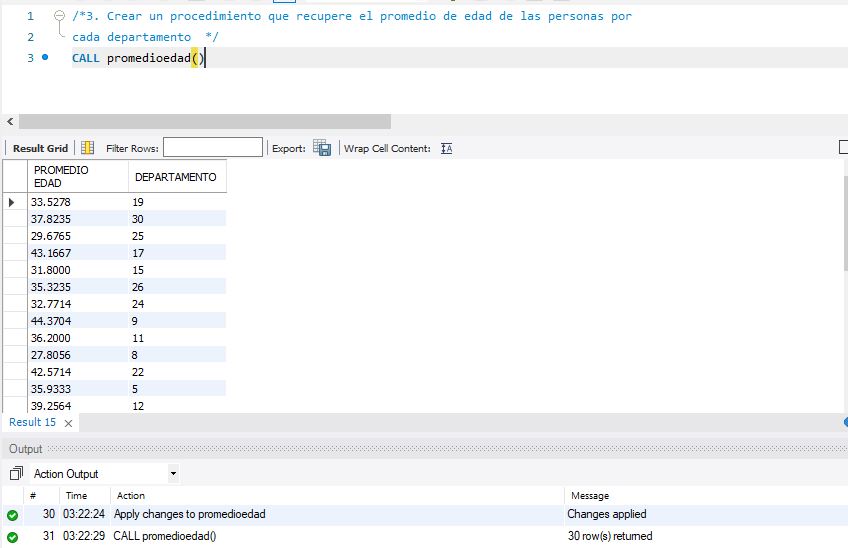 1 /*3. Crear un procedimiento que recupere el promedio de edad de las personas por
2 cada departamento */
3 CALL promedioedad()
Result Grid Filter Rows: Export: Wrap Cell Content:
PROMEDIO EDAD DEPARTAMENTO
33.5278 19
37.8235 30
29.6765 25
43.1667 17
31.8000 15
35.3235 26
32.7714 24
44.3704 9
36.2000 11
27.8056 8
42.5714 22
35.9333 5
39.2564 12
Result 15
Output
Action Output
# Time Action Message
30 03:22:24 Apply changes to promedioedad Changes applied
31 03:22:29 CALL promedioedad() 30 row(s) returned